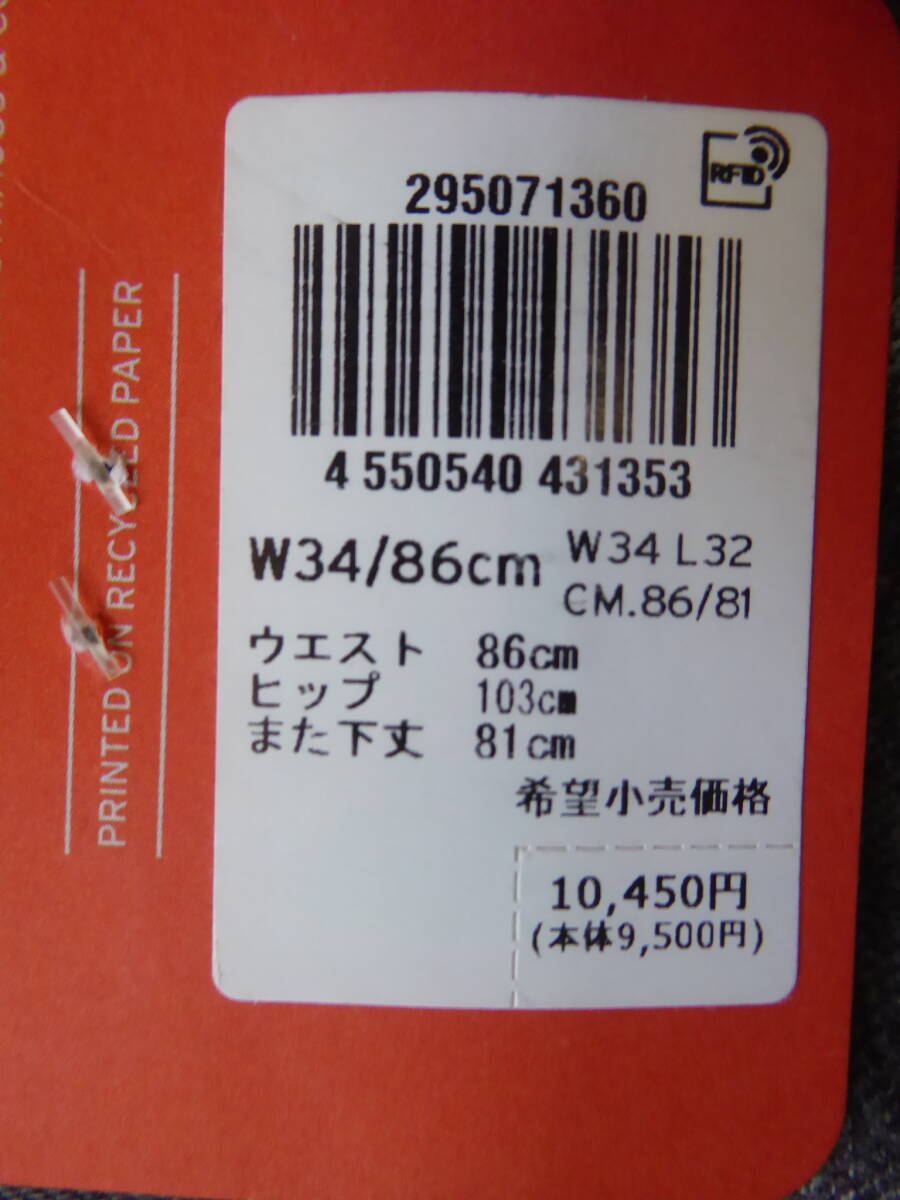 RFID
295071360
4 550540 431353
W34/86cm
W34 L32
CM.86/81
ウエスト 86cm
ヒップ 103cm
また下丈 81cm
希望小売価格
10,450円
(本体9,500円)
PRINTED ON RECYCLED PAPER